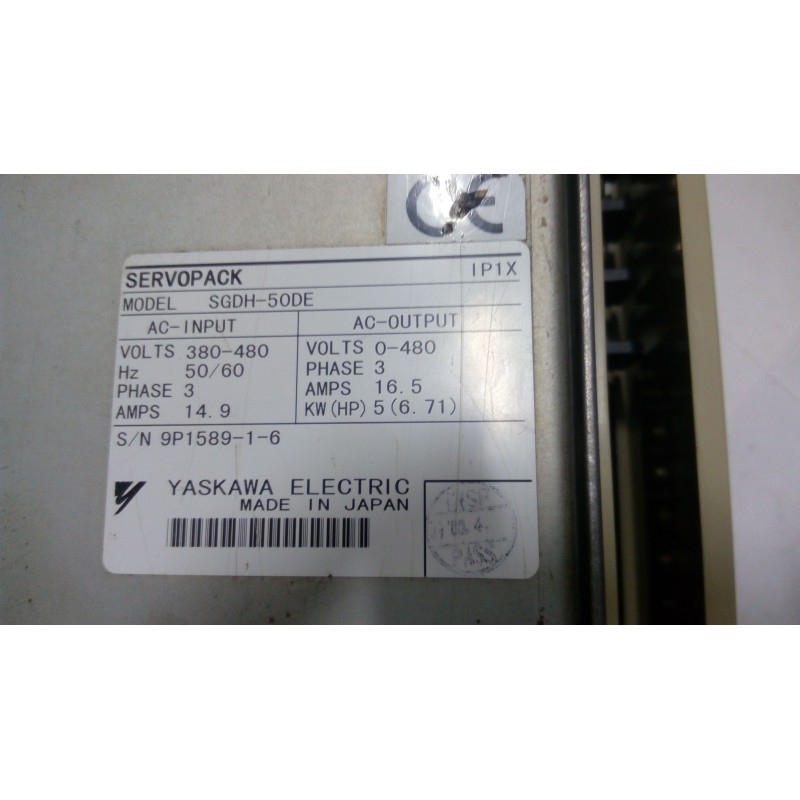 CE
SERVOPACK IP1X
MODEL SGDH-50DE
AC-INPUT AC-OUTPUT
VOLTS 380-480 VOLTS 0-480
Hz 50/60 PHASE 3
PHASE 3 AMPS 16.5
AMPS 14.9 KW(HP) 5(6.71)
S/N 9P1589-1-6
YASKAWA ELECTRIC
MADE IN JAPAN
PASS